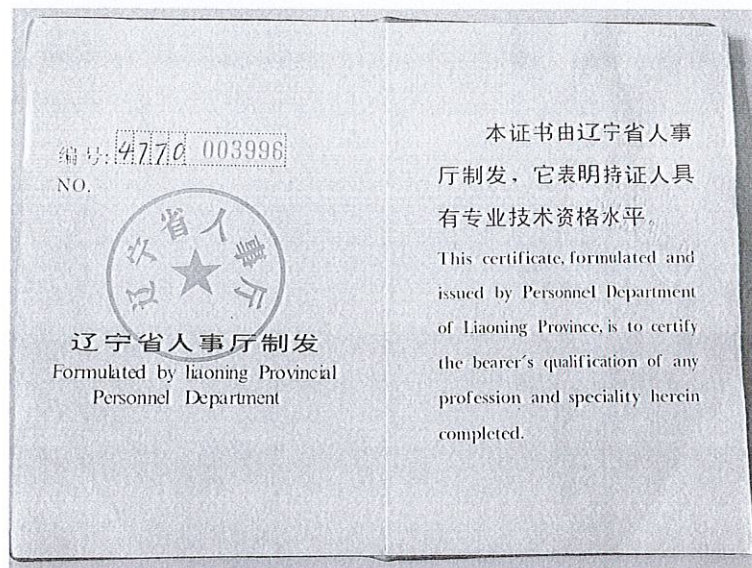 编号: 4770 003996
NO.
辽宁省人事厅
辽宁省人事厅制发
Formulated by liaoning Provincial
Personnel Department
本证书由辽宁省人事
厅制发，它表明持证人具
有专业技术资格水平。
This certificate, formulated and
issued by Personnel Department
of Liaoning Province, is to certify
the bearer's qualification of any
profession and speciality herein
completed.